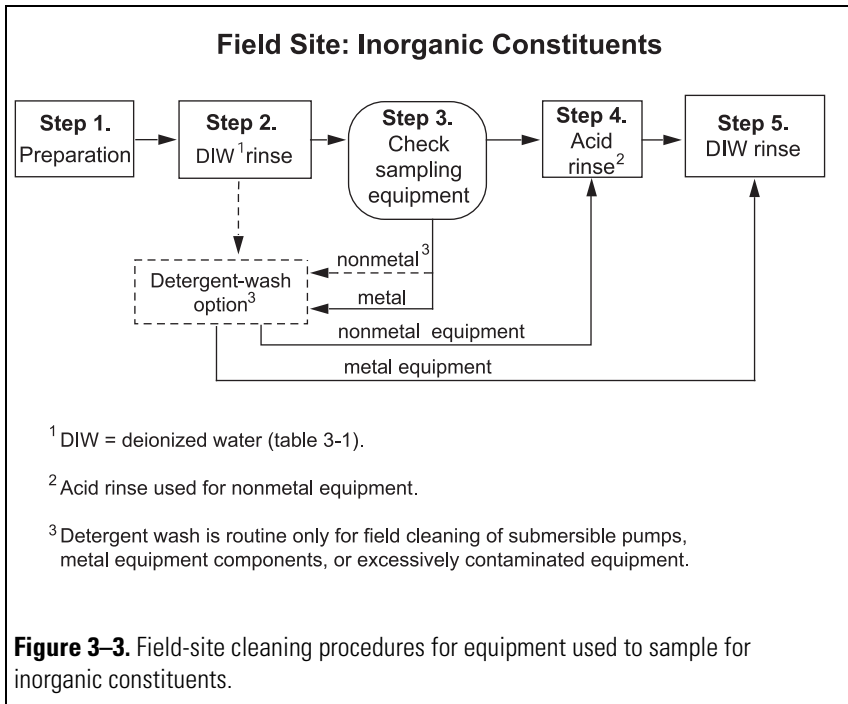 Field Site: Inorganic Constituents
Step 1.
Preparation
Step 2.
DIW¹ rinse
Step 3.
Check
sampling
equipment
Step 4.
Acid
rinse²
Step 5.
DIW rinse
nonmetal³
Detergent-wash
option³
metal
nonmetal equipment
metal equipment
¹ DIW = deionized water (table 3-1).
² Acid rinse used for nonmetal equipment.
³ Detergent wash is routine only for field cleaning of submersible pumps,
metal equipment components, or excessively contaminated equipment.
Figure 3–3. Field-site cleaning procedures for equipment used to sample for
inorganic constituents.